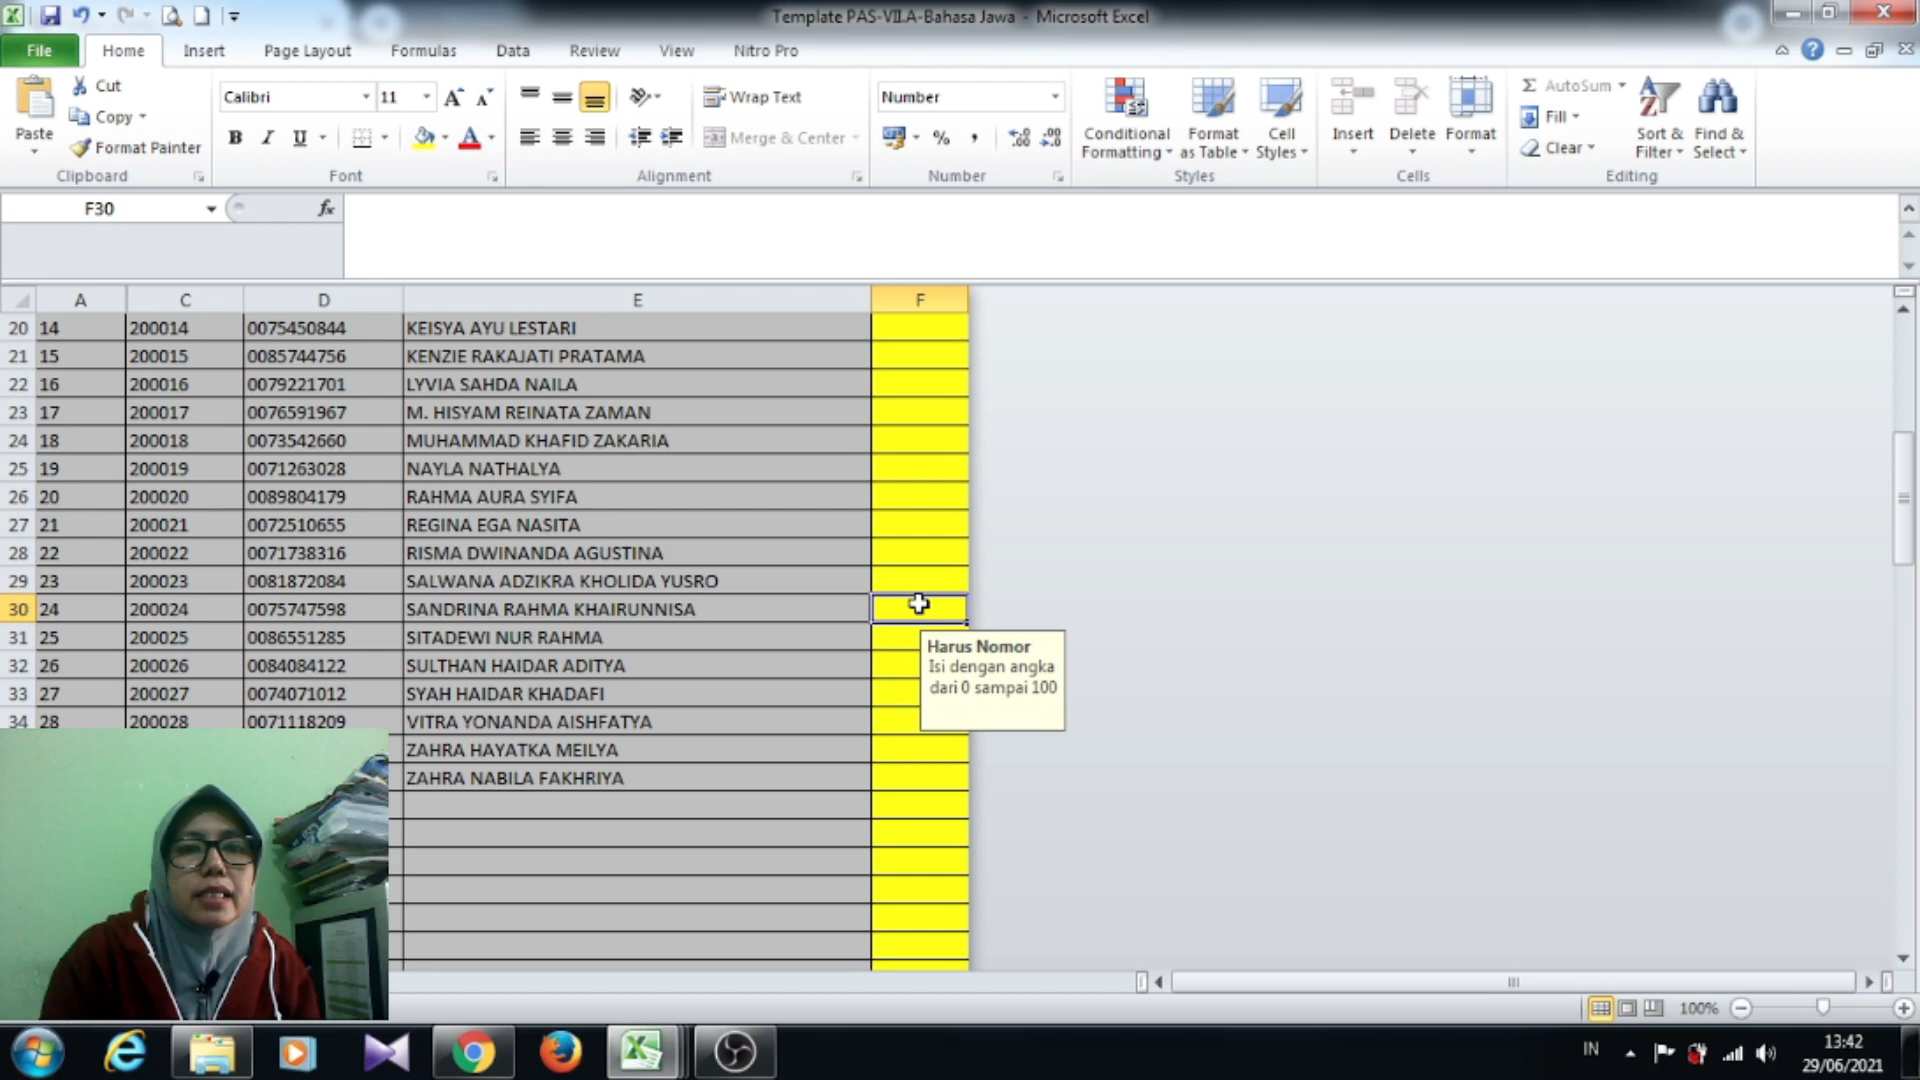 Template PAS-VII.A-Bahasa Jawa - Microsoft Excel
File Home Insert Page Layout Formulas Data Review View Nitro Pro
Paste Cut Copy Format Painter Clipboard
Calibri 11 B I U Font
Wrap Text Merge & Center Alignment
Number % , Number
Conditional Formatting Format as Table Cell Styles Styles
Insert Delete Format Cells
Σ AutoSum Fill Clear Sort & Filter Find & Select Editing
F30 fx
A C D E F
20 14 200014 0075450844 KEISYA AYU LESTARI
21 15 200015 0085744756 KENZIE RAKAJATI PRATAMA
22 16 200016 0079221701 LYVIA SAHDA NAILA
23 17 200017 0076591967 M. HISYAM REINATA ZAMAN
24 18 200018 0073542660 MUHAMMAD KHAFID ZAKARIA
25 19 200019 0071263028 NAYLA NATHALYA
26 20 200020 0089804179 RAHMA AURA SYIFA
27 21 200021 0072510655 REGINA EGA NASITA
28 22 200022 0071738316 RISMA DWINANDA AGUSTINA
29 23 200023 0081872084 SALWANA ADZIKRA KHOLIDA YUSRO
30 24 200024 0075747598 SANDRINA RAHMA KHAIRUNNISA
31 25 200025 0086551285 SITADEWI NUR RAHMA
32 26 200026 0084084122 SULTHAN HAIDAR ADITYA
33 27 200027 0074071012 SYAH HAIDAR KHADAFI
34 28 200028 0071118209 VITRA YONANDA AISHFATYA
ZAHRA HAYATKA MEILYA
ZAHRA NABILA FAKHRIYA
Harus Nomor
Isi dengan angka
dari 0 sampai 100
100%
IN
13:42
29/06/2021